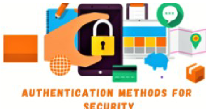 AUTHENTICATION METHODS FOR
SECURITY